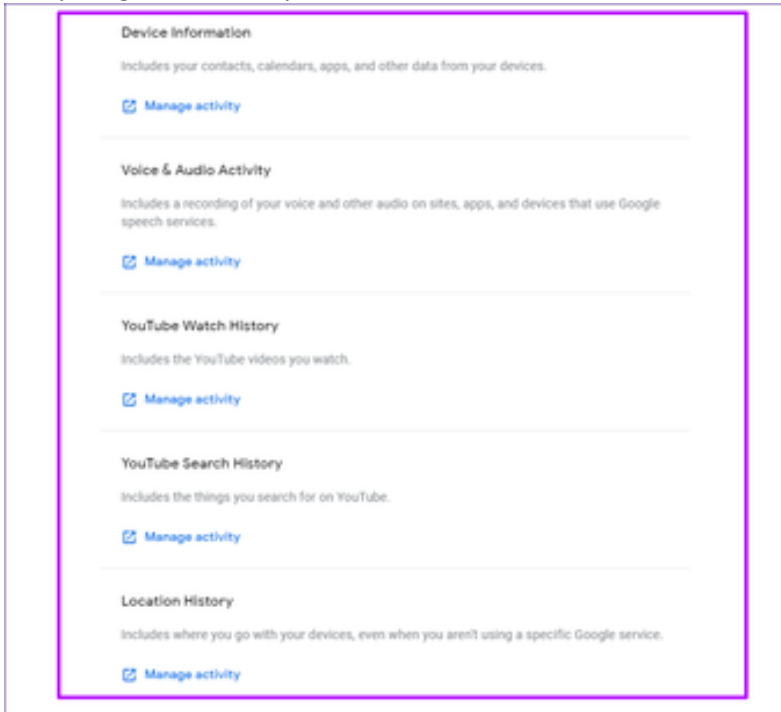 Device Information
Includes your contacts, calendars, apps, and other data from your devices.
Manage activity
Voice & Audio Activity
Includes a recording of your voice and other audio on sites, apps, and devices that use Google
speech services.
Manage activity
YouTube Watch History
Includes the YouTube videos you watch.
Manage activity
YouTube Search History
Includes the things you search for on YouTube.
Manage activity
Location History
Includes where you go with your devices, even when you aren't using a specific Google service.
Manage activity